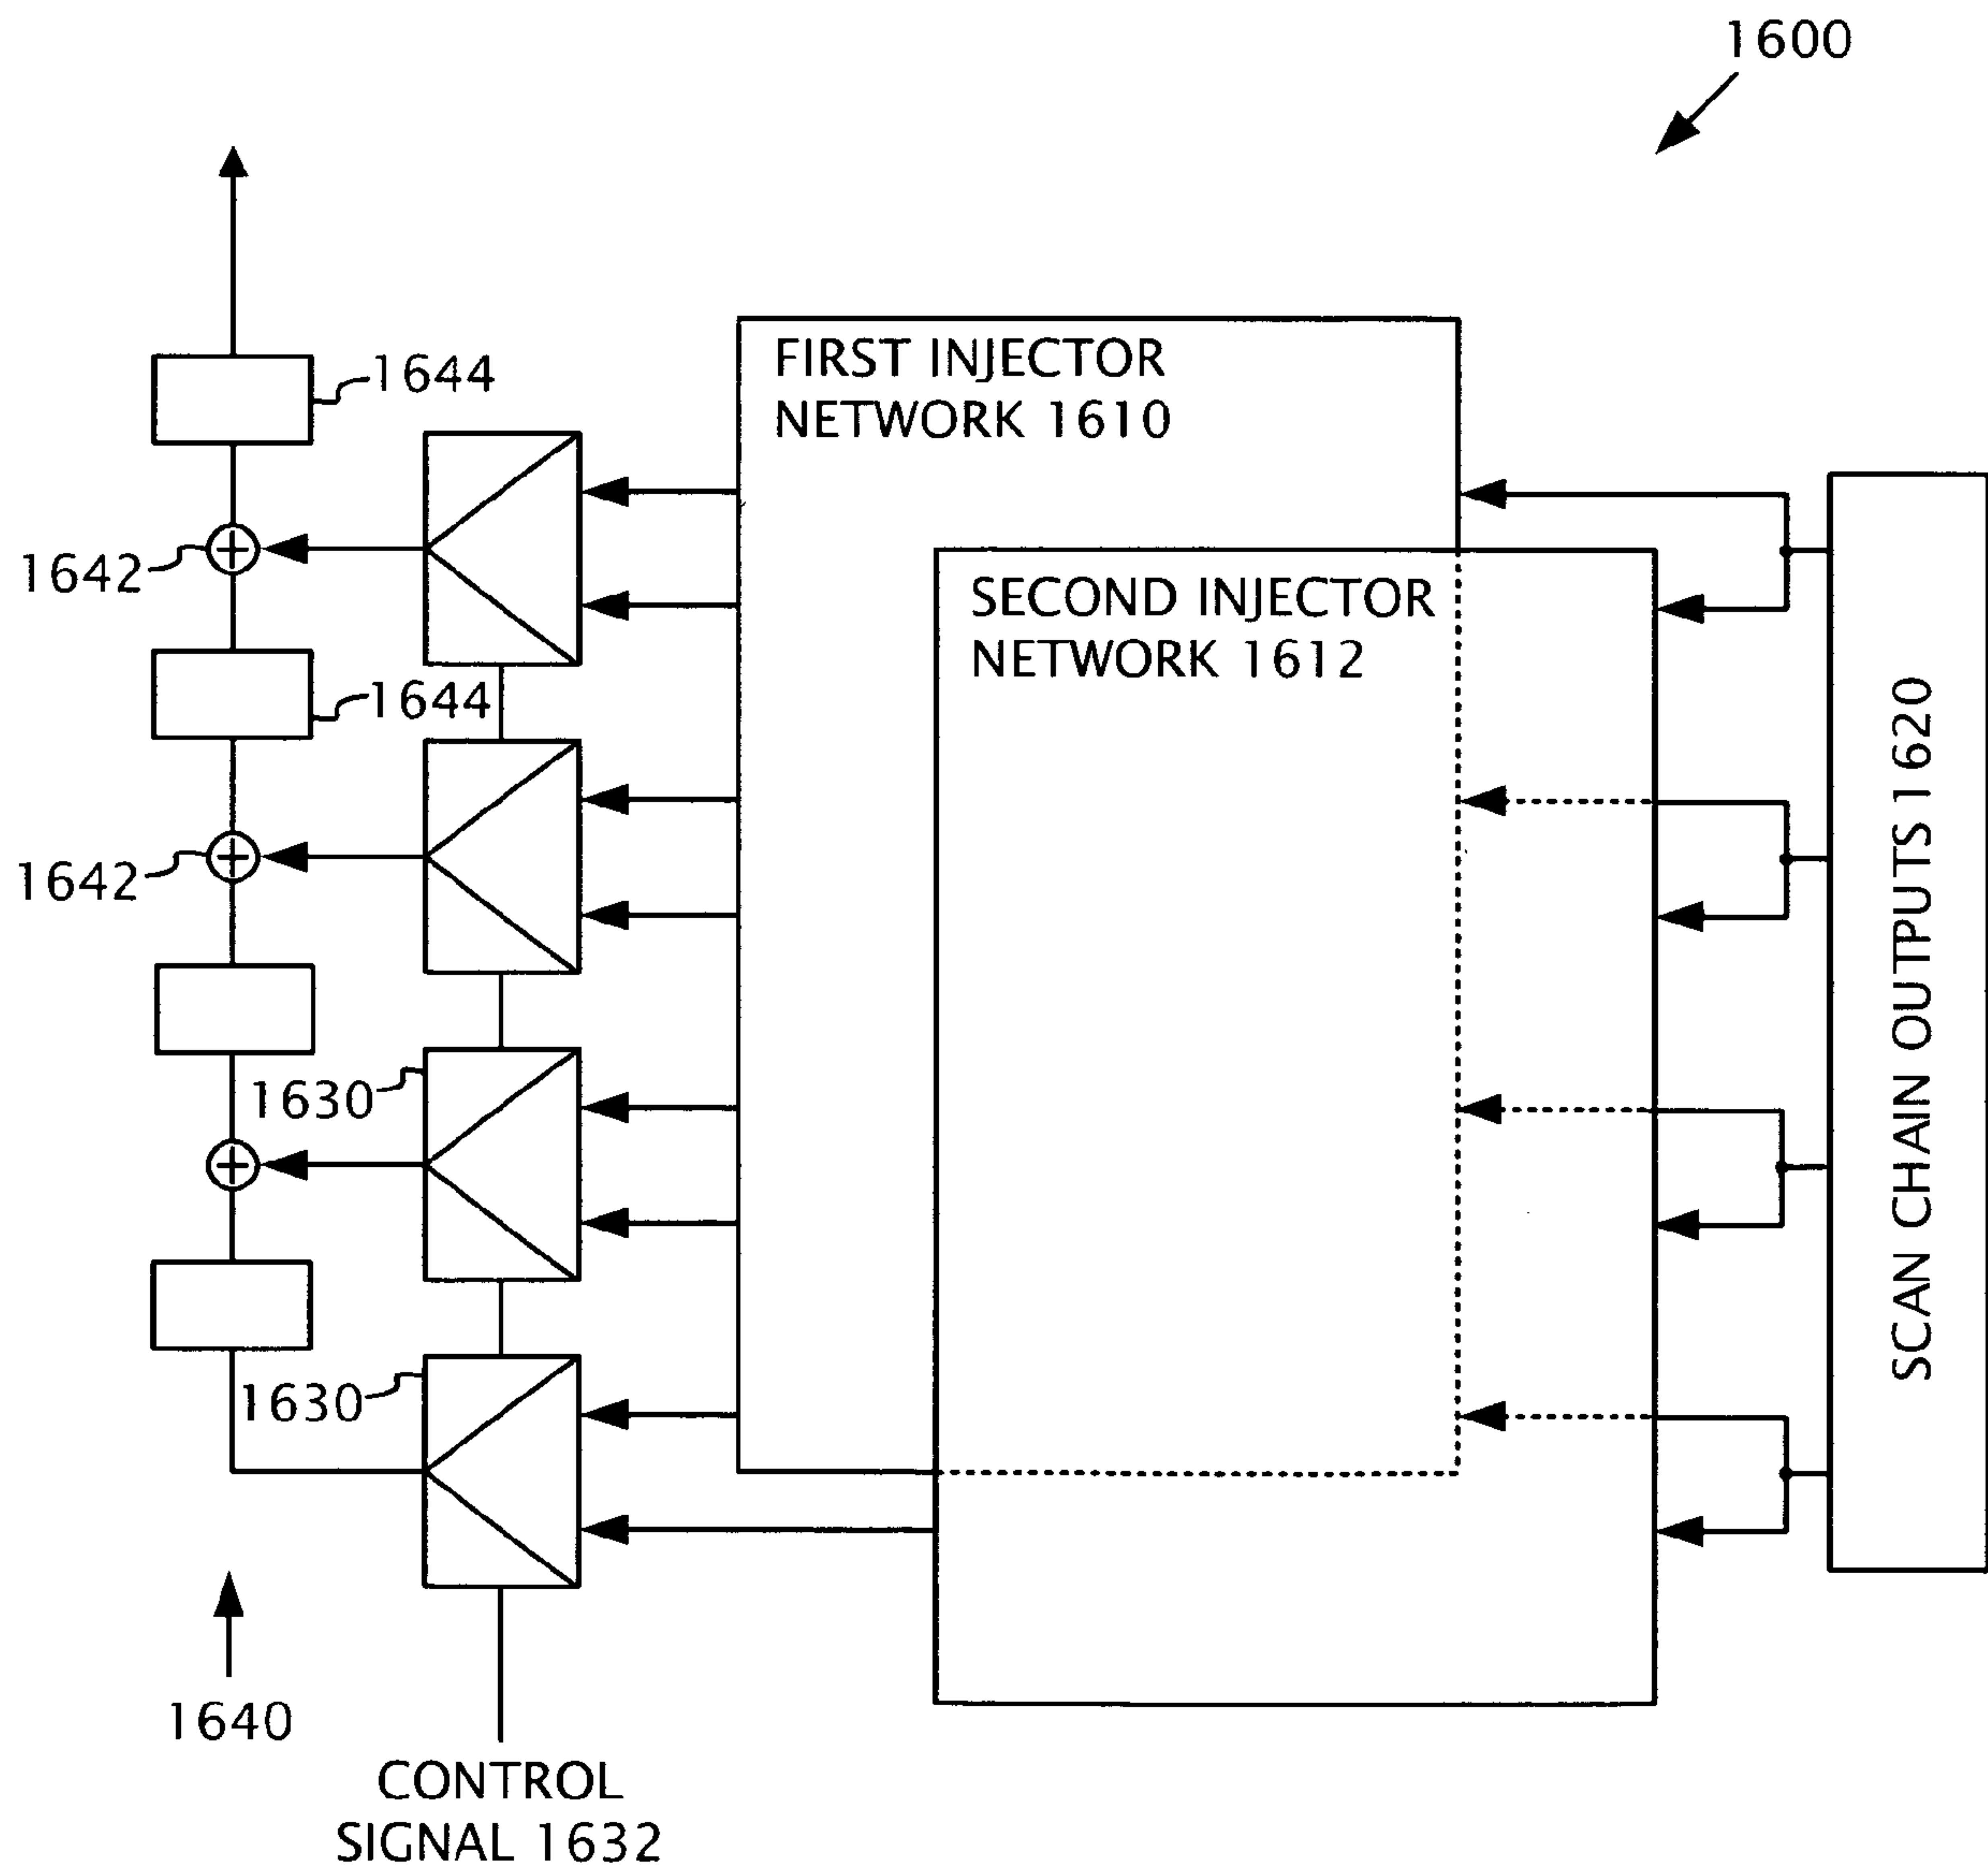 1600
FIRST INJECTOR
NETWORK 1610
1644
1642
SECOND INJECTOR
NETWORK 1612
1644
1642
SCAN CHAIN OUTPUTS 1620
1630
1630
1640
CONTROL
SIGNAL 1632